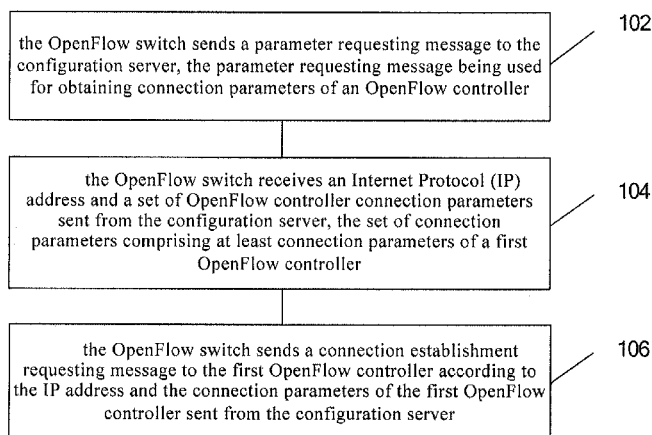 the OpenFlow switch sends a parameter requesting message to the
configuration server, the parameter requesting message being used
for obtaining connection parameters of an OpenFlow controller
102
the OpenFlow switch receives an Internet Protocol (IP)
address and a set of OpenFlow controller connection parameters
sent from the configuration server, the set of connection
parameters comprising at least connection parameters of a first
OpenFlow controller
104
the OpenFlow switch sends a connection establishment
requesting message to the first OpenFlow controller according to
the IP address and the connection parameters of the first OpenFlow
controller sent from the configuration server
106